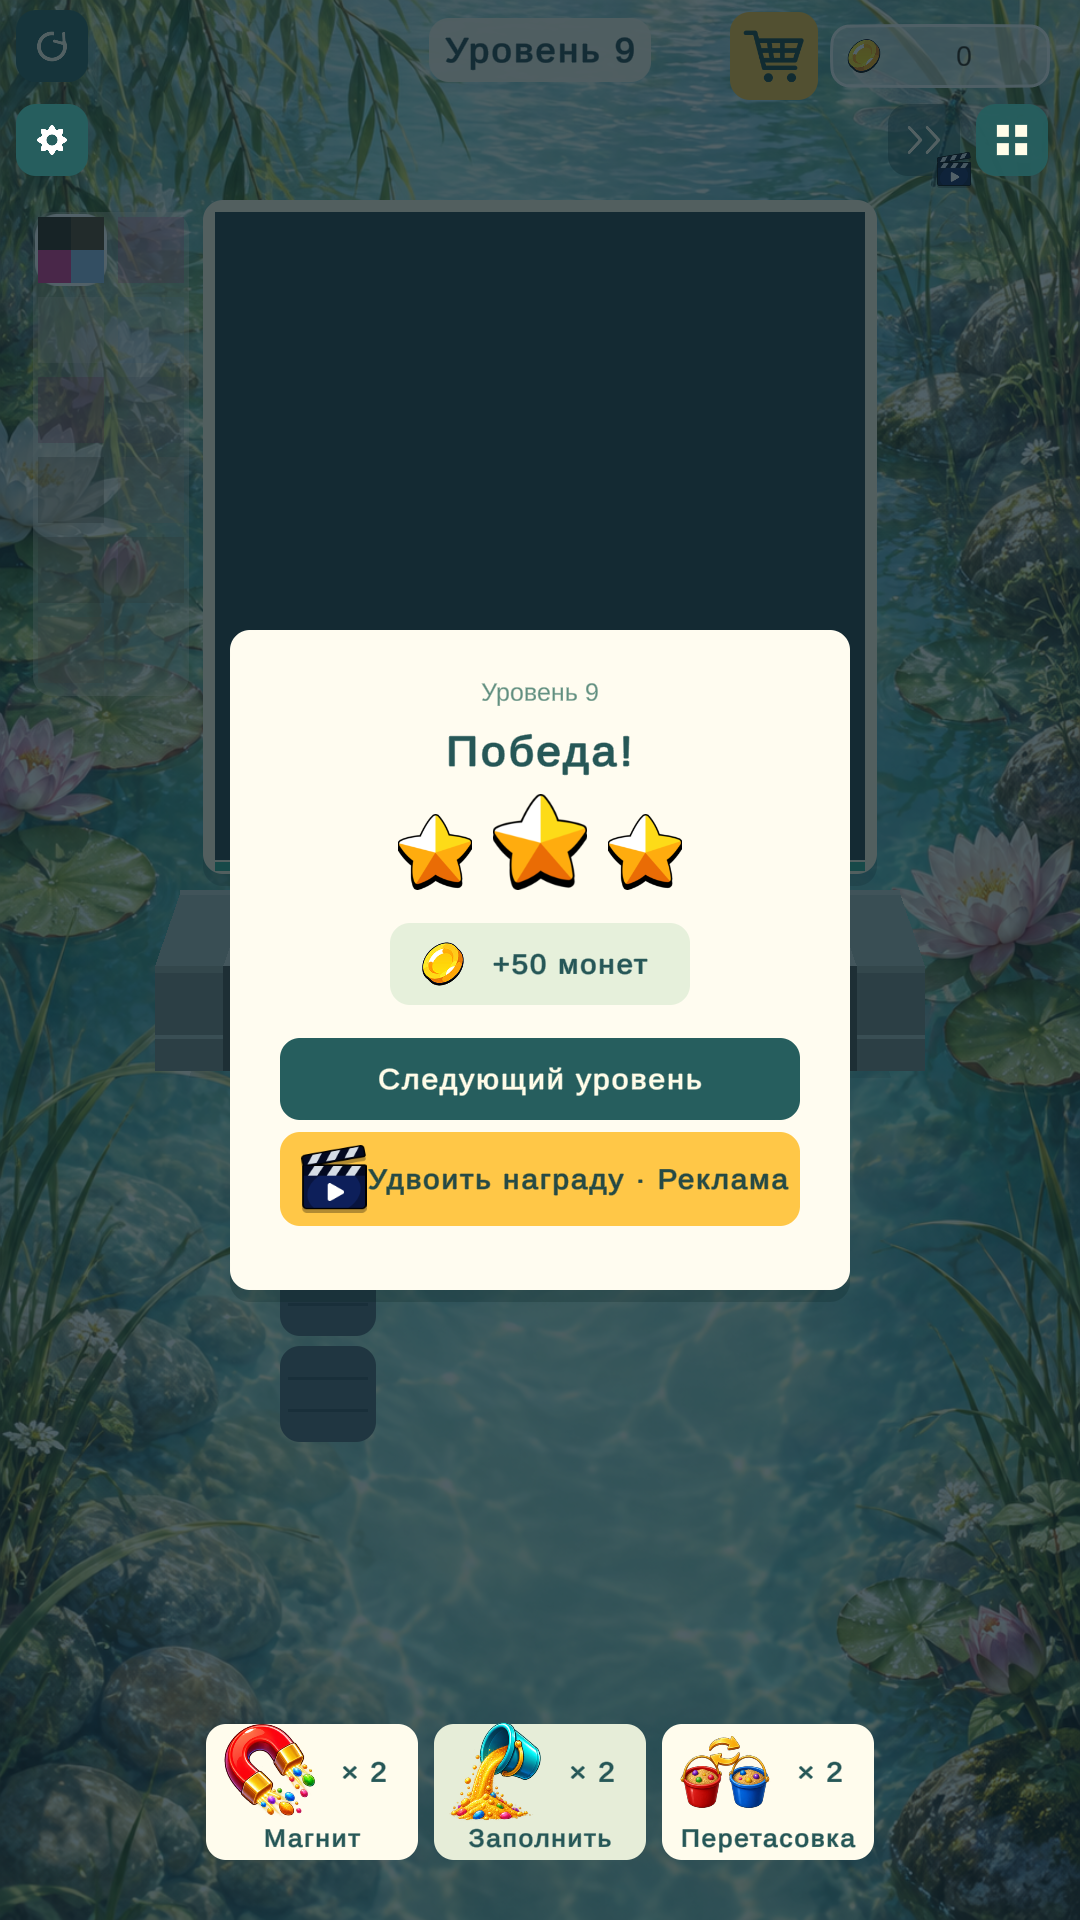 Уровень 9
0
Уровень 9
Победа!
+50 монет
Следующий уровень
Удвоить награду · Реклама
× 2
× 2
× 2
Магнит
Заполнить
Перетасовка